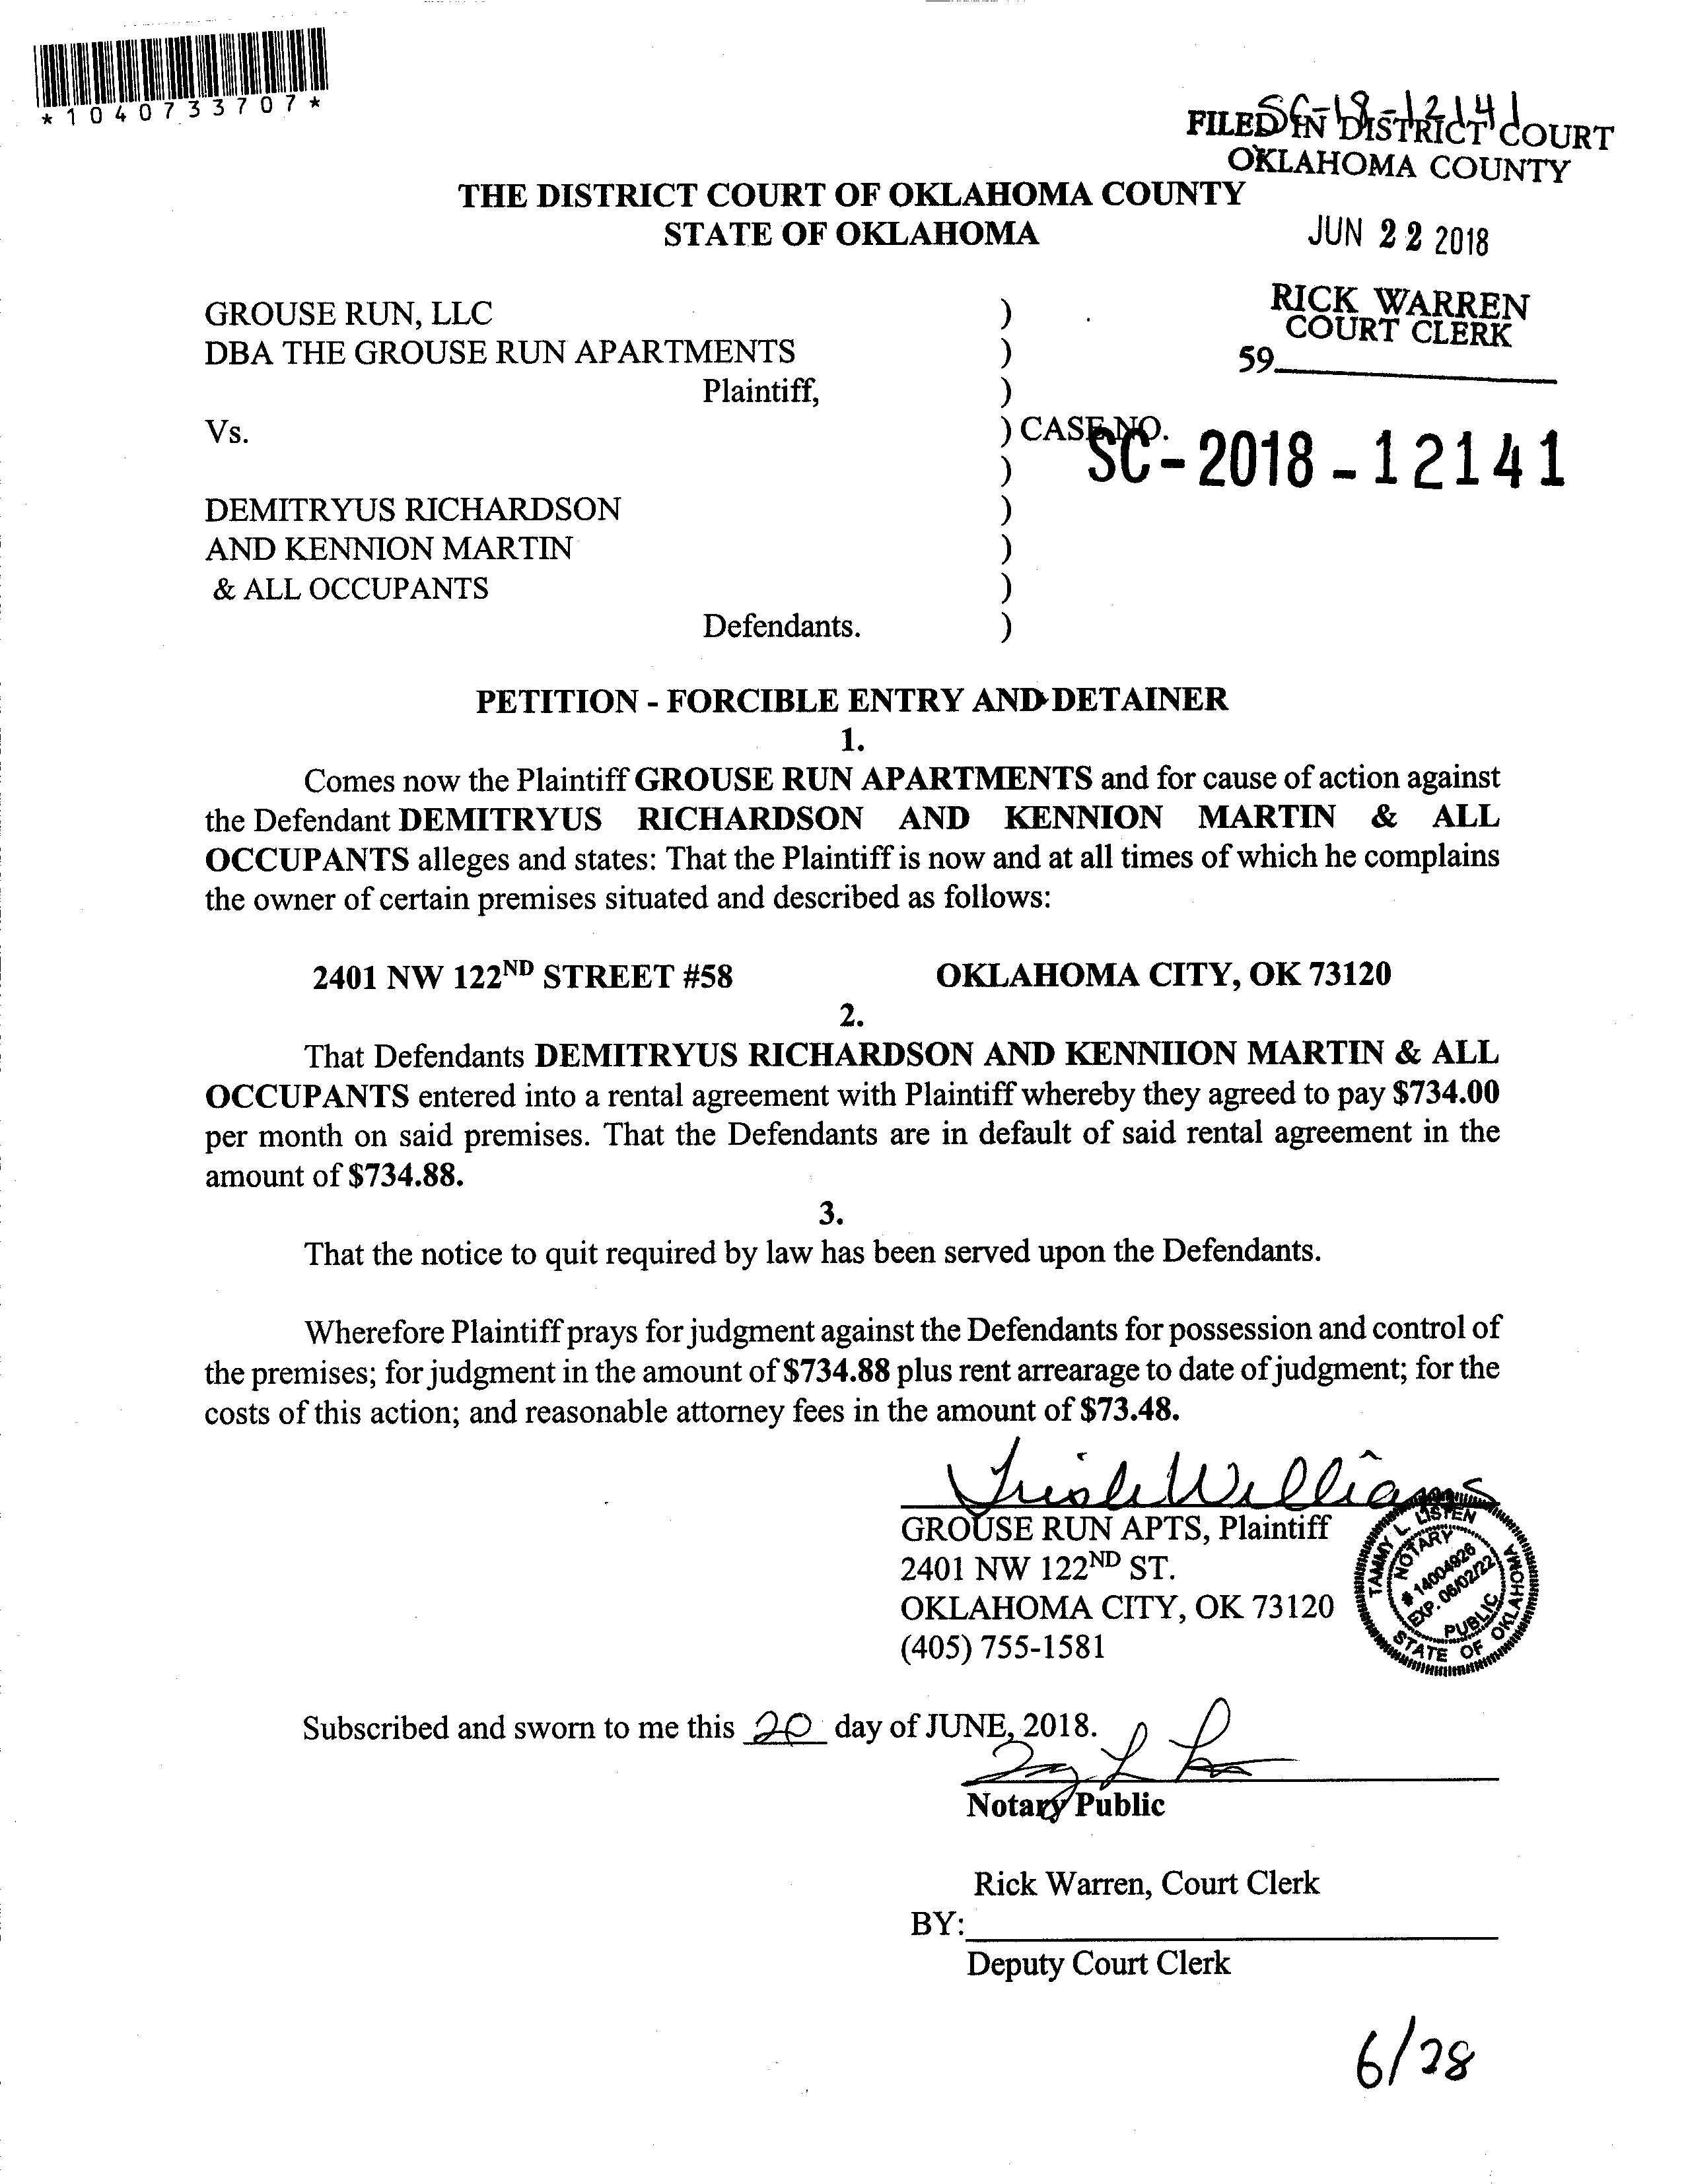 *1040733707*
SC-18-12141
FILED IN DISTRICT COURT
OKLAHOMA COUNTY
THE DISTRICT COURT OF OKLAHOMA COUNTY
STATE OF OKLAHOMA
JUN 22 2018
RICK WARREN
COURT CLERK
59
GROUSE RUN, LLC )
DBA THE GROUSE RUN APARTMENTS )
Plaintiff, )
Vs. ) CASE NO.
) SC-2018-12141
DEMITRYUS RICHARDSON )
AND KENNION MARTIN )
& ALL OCCUPANTS )
Defendants. )
PETITION - FORCIBLE ENTRY AND DETAINER
1.
Comes now the Plaintiff GROUSE RUN APARTMENTS and for cause of action against
the Defendant DEMITRYUS RICHARDSON AND KENNION MARTIN & ALL
OCCUPANTS alleges and states: That the Plaintiff is now and at all times of which he complains
the owner of certain premises situated and described as follows:
2401 NW 122ND STREET #58 OKLAHOMA CITY, OK 73120
2.
That Defendants DEMITRYUS RICHARDSON AND KENNIION MARTIN & ALL
OCCUPANTS entered into a rental agreement with Plaintiff whereby they agreed to pay $734.00
per month on said premises. That the Defendants are in default of said rental agreement in the
amount of $734.88.
3.
That the notice to quit required by law has been served upon the Defendants.
Wherefore Plaintiff prays for judgment against the Defendants for possession and control of
the premises; for judgment in the amount of $734.88 plus rent arrearage to date of judgment; for the
costs of this action; and reasonable attorney fees in the amount of $73.48.
Williams
GROUSE RUN APTS, Plaintiff
2401 NW 122ND ST.
OKLAHOMA CITY, OK 73120
(405) 755-1581
TAMMY L. LISTEN
NOTARY
# 14004926
EXP. 06/02/22
PUBLIC
STATE OF OKLAHOMA
Subscribed and sworn to me this 20 day of JUNE, 2018.
Notary Public
Rick Warren, Court Clerk
BY:
Deputy Court Clerk
6/28